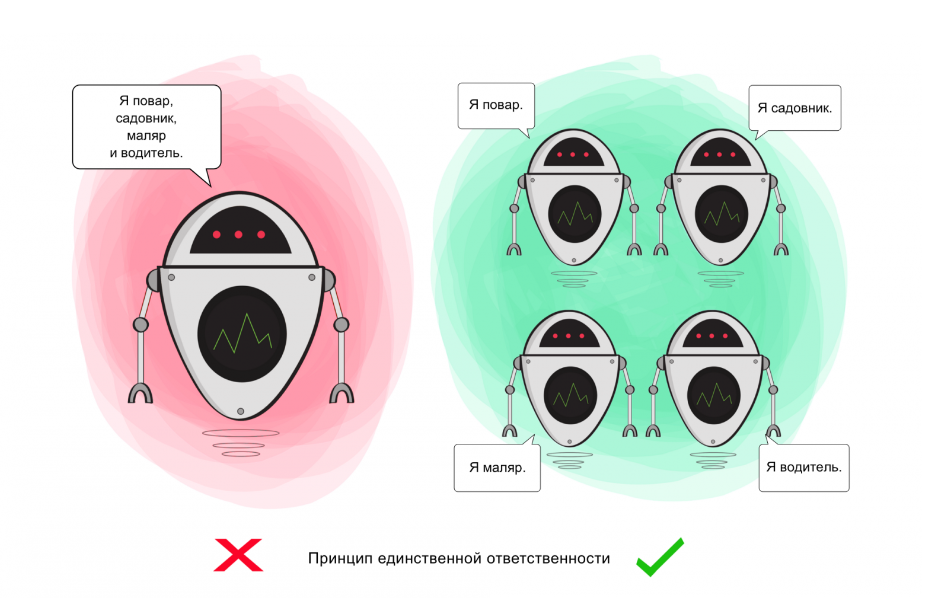 Я повар,
садовник,
маляр
и водитель.
Я повар.
Я садовник.
Я маляр.
Я водитель.
Принцип единственной ответственности